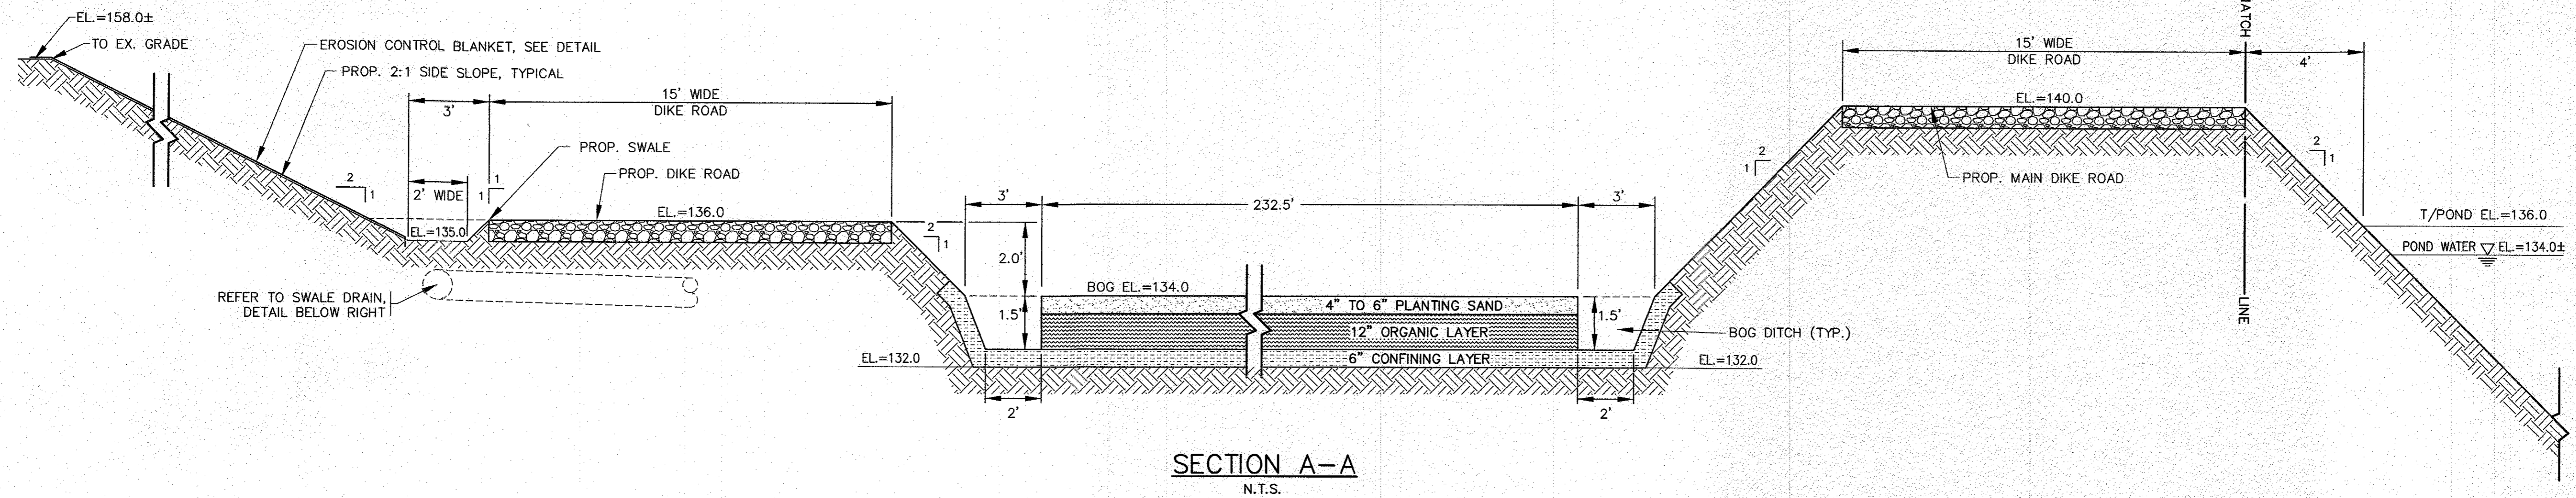 EL.=158.0±
TO EX. GRADE
EROSION CONTROL BLANKET, SEE DETAIL
PROP. 2:1 SIDE SLOPE, TYPICAL
3'
15' WIDE
DIKE ROAD
PROP. SWALE
PROP. DIKE ROAD
2
1
2' WIDE
1
1
EL.=135.0
EL.=136.0
REFER TO SWALE DRAIN,
DETAIL BELOW RIGHT
2
1
3'
232.5'
3'
2.0'
BOG EL.=134.0
4" TO 6" PLANTING SAND
1.5'
12" ORGANIC LAYER
1.5'
BOG DITCH (TYP.)
EL.=132.0
6" CONFINING LAYER
EL.=132.0
2'
2'
2
1
15' WIDE
DIKE ROAD
EL.=140.0
PROP. MAIN DIKE ROAD
LINE
4'
2
1
T/POND EL.=136.0
POND WATER EL.=134.0±
SECTION A-A
N.T.S.